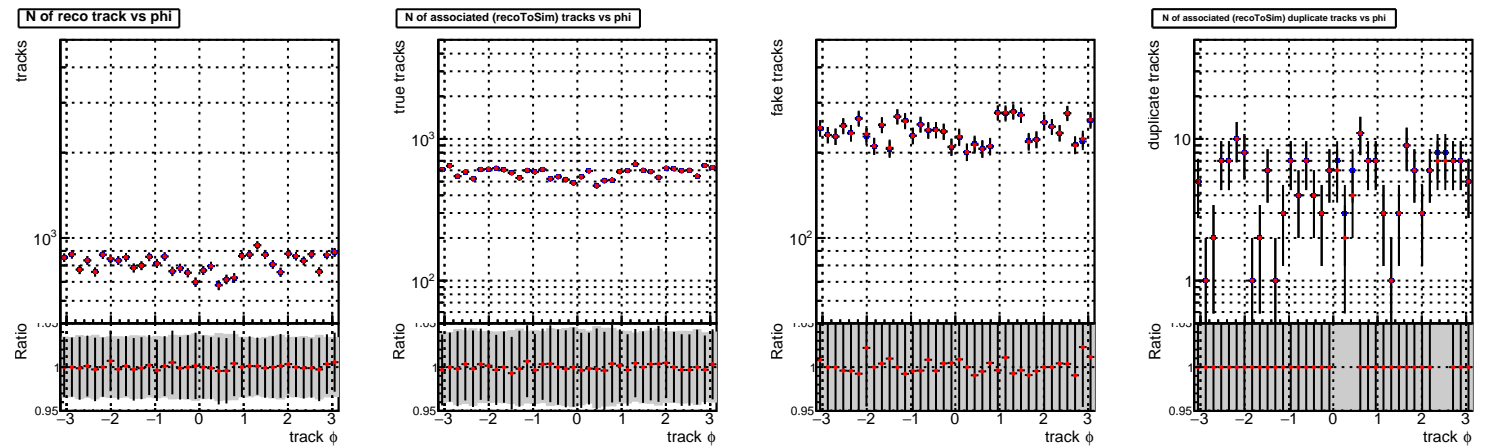 N of reco track vs phi
tracks
10³
Ratio
1.05
1
0.95
−3 −2 −1 0 1 2 3
track ϕ
N of associated (recoToSim) tracks vs phi
true tracks
10³
10²
Ratio
1.05
1
0.95
−3 −2 −1 0 1 2 3
track ϕ
fake tracks
10²
Ratio
1.05
1
0.95
−3 −2 −1 0 1 2 3
track ϕ
N of associated (recoToSim) duplicate tracks vs phi
duplicate tracks
10
1
Ratio
1.05
1
0.95
−3 −2 −1 0 1 2 3
track ϕ